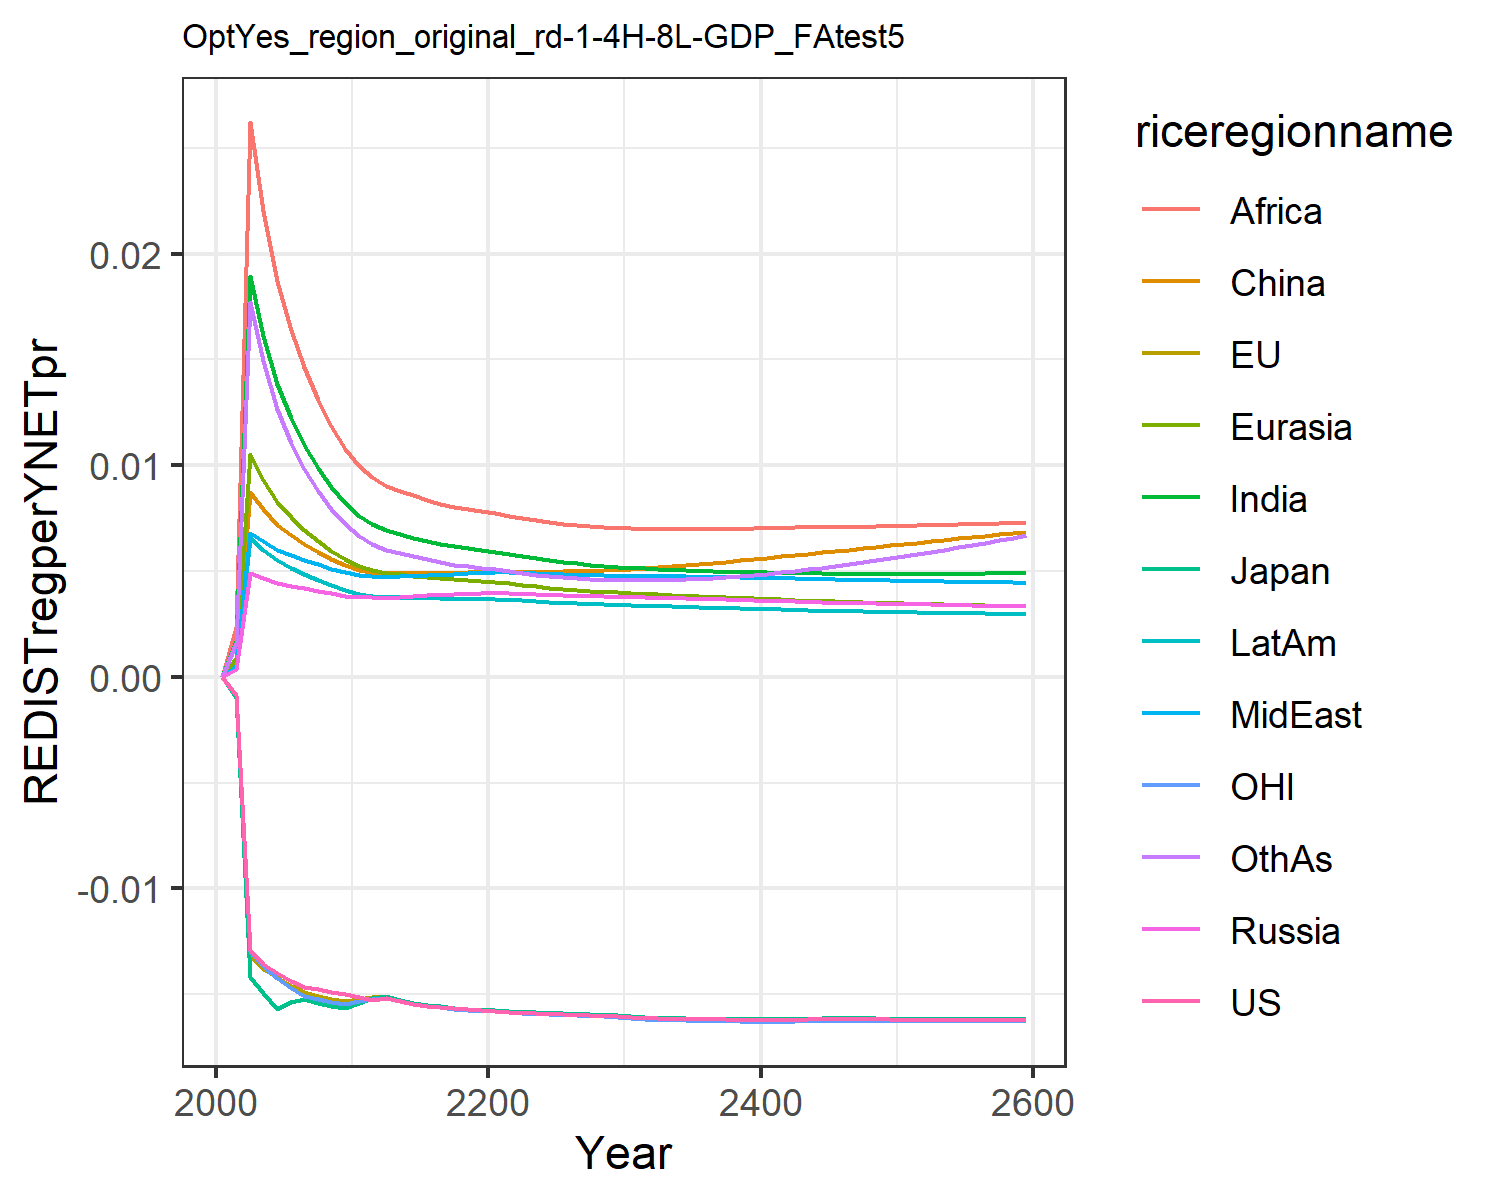 OptYes_region_original_rd-1-4H-8L-GDP_FAtest5
REDISTregperYNETpr
0.02
0.01
0.00
-0.01
2000
2200
2400
2600
Year
riceregionname
Africa
China
EU
Eurasia
India
Japan
LatAm
MidEast
OHI
OthAs
Russia
US